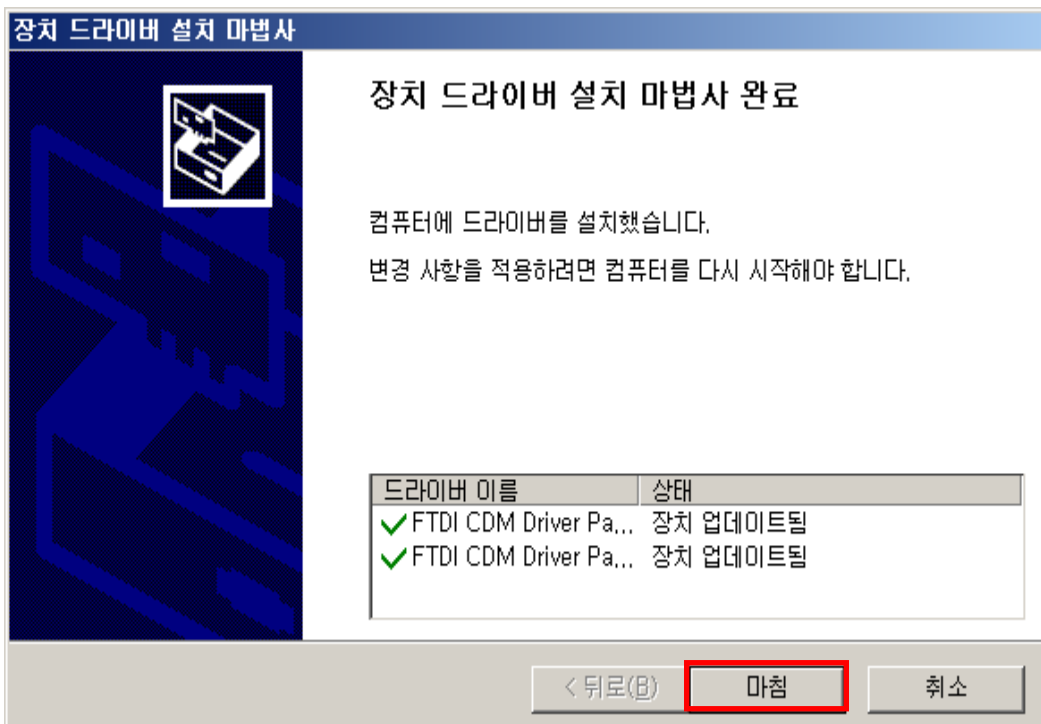 장치 드라이버 설치 마법사
장치 드라이버 설치 마법사 완료
컴퓨터에 드라이버를 설치했습니다.
변경 사항을 적용하려면 컴퓨터를 다시 시작해야 합니다.
드라이버 이름 상태
FTDI CDM Driver Pa... 장치 업데이트됨
FTDI CDM Driver Pa... 장치 업데이트됨
< 뒤로(B) 마침 취소